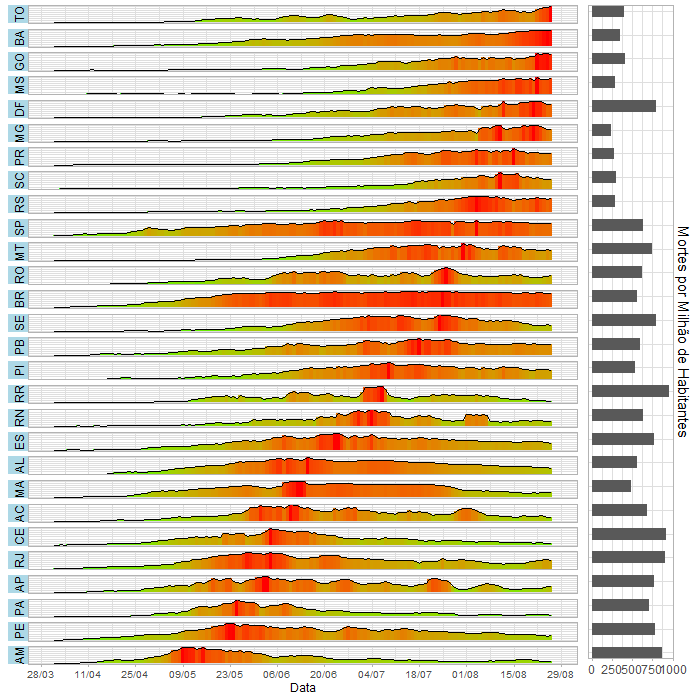 TO
BA
GO
MS
DF
MG
PR
SC
RS
SP
MT
RO
BR
SE
PB
PI
RR
RN
ES
AL
MA
AC
CE
RJ
AP
PA
PE
AM
28/03 11/04 25/04 09/05 23/05 06/06 20/06 04/07 18/07 01/08 15/08 29/08
Data
0 250 500 750 1000
Mortes por Milhão de Habitantes